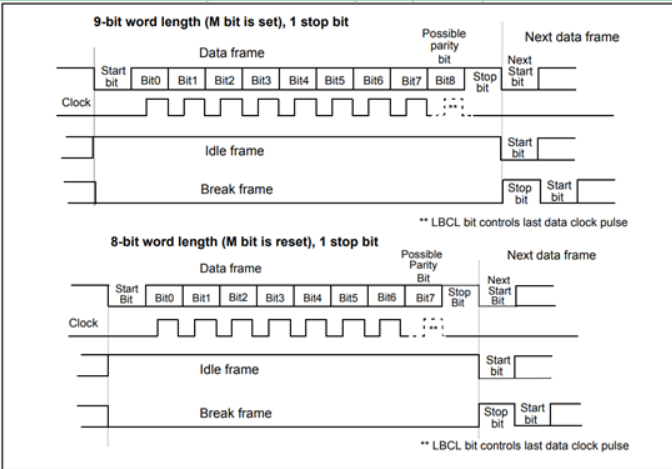 9-bit word length (M bit is set), 1 stop bit
Data frame
Possible parity bit
Next data frame
Start bit Bit0 Bit1 Bit2 Bit3 Bit4 Bit5 Bit6 Bit7 Bit8 Stop bit Next Start bit
Clock
**
Idle frame
Start bit
Break frame
Stop bit Start bit
** LBCL bit controls last data clock pulse
8-bit word length (M bit is reset), 1 stop bit
Data frame
Possible Parity Bit
Next data frame
Start Bit Bit0 Bit1 Bit2 Bit3 Bit4 Bit5 Bit6 Bit7 Stop Bit Next Start Bit
Clock
**
Idle frame
Start bit
Break frame
Stop bit Start bit
** LBCL bit controls last data clock pulse